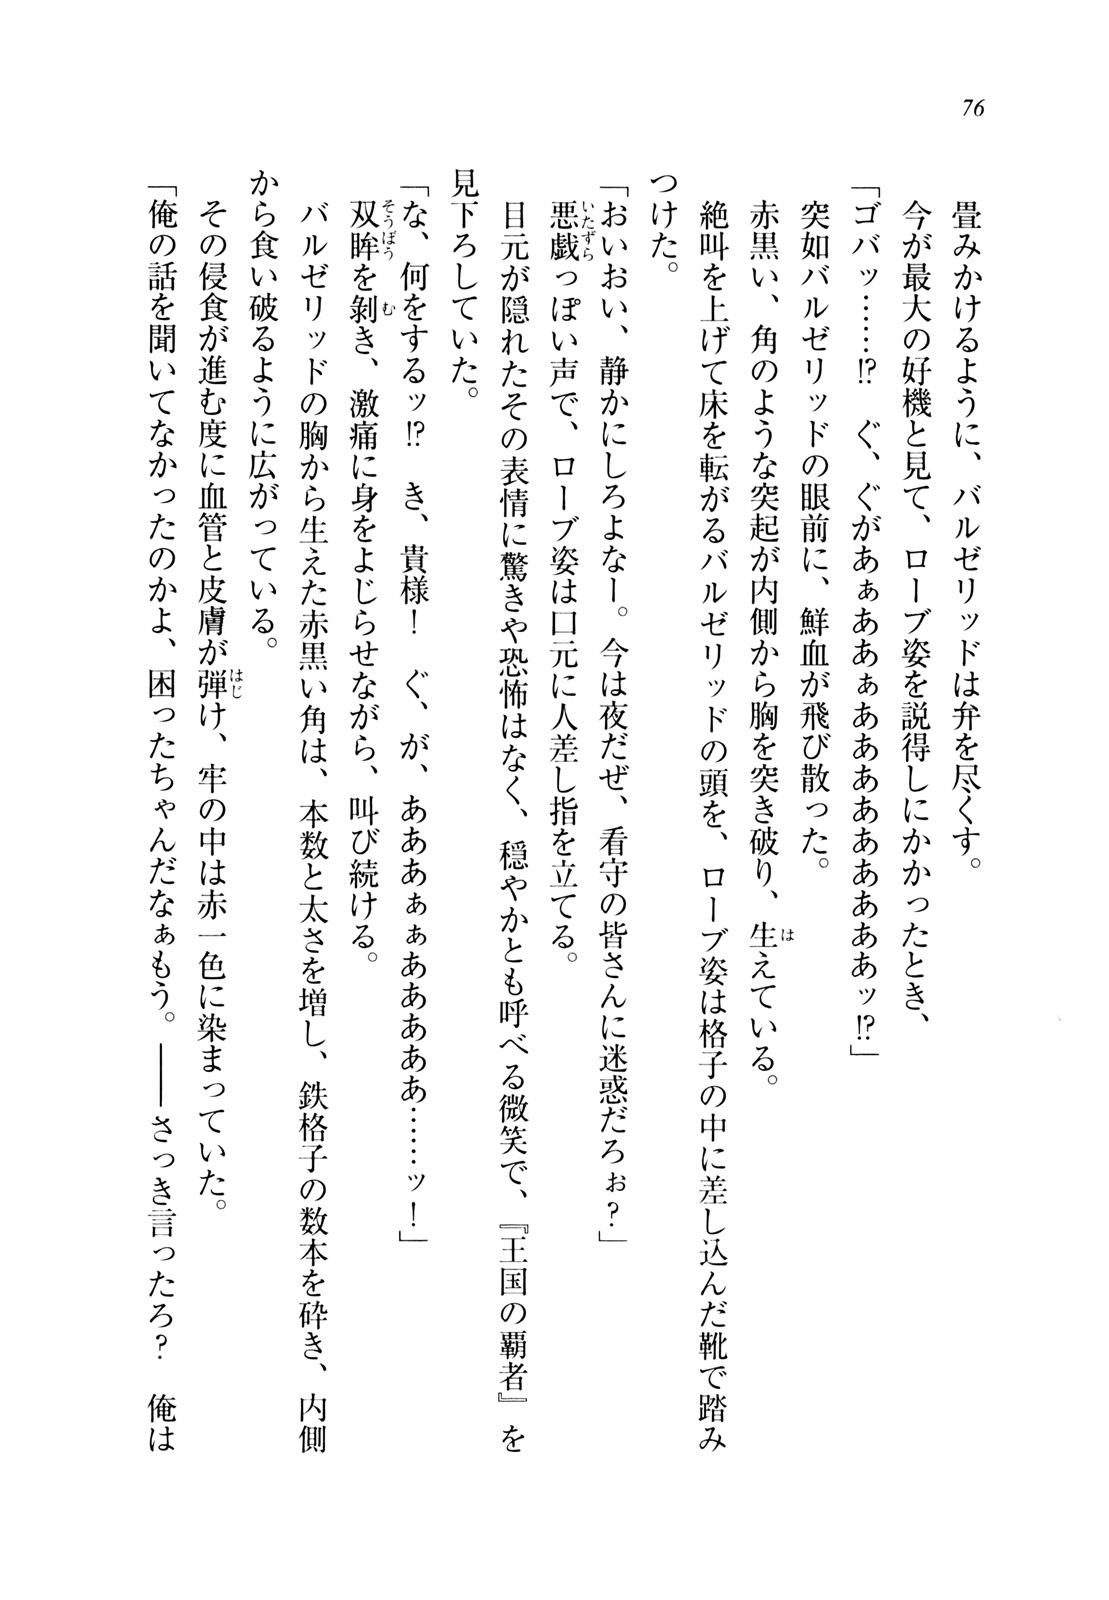 76
畳みかけるように、バルゼリッドは弁を尽くす。
今が最大の好機と見て、ローブ姿を説得しにかかったとき、
「ゴバッ……!?　ぐ、ぐがあぁああぁあああああああああッ!?」
突如バルゼリッドの眼前に、鮮血が飛び散った。
赤黒い、角のような突起が内側から胸を突き破り、生えている。
絶叫を上げて床を転がるバルゼリッドの頭を、ローブ姿は格子の中に差し込んだ靴で踏み
つけた。
「おいおい、静かにしろよなー。今は夜だぜ、看守の皆さんに迷惑だろぉ？」
悪戯っぽい声で、ローブ姿は口元に人差し指を立てる。
目元が隠れたその表情に驚きや恐怖はなく、穏やかとも呼べる微笑で、『王国の覇者』を
見下ろしていた。
「な、何をするッ!?　き、貴様！　ぐ、が、あああぁぁあああああ……ッ！」
双眸を剝き、激痛に身をよじらせながら、叫び続ける。
バルゼリッドの胸から生えた赤黒い角は、本数と太さを増し、鉄格子の数本を砕き、内側
から食い破るように広がっている。
その侵食が進む度に血管と皮膚が弾け、牢の中は赤一色に染まっていた。
「俺の話を聞いてなかったのかよ、困ったちゃんだなぁもう。――さっき言ったろ？　俺は